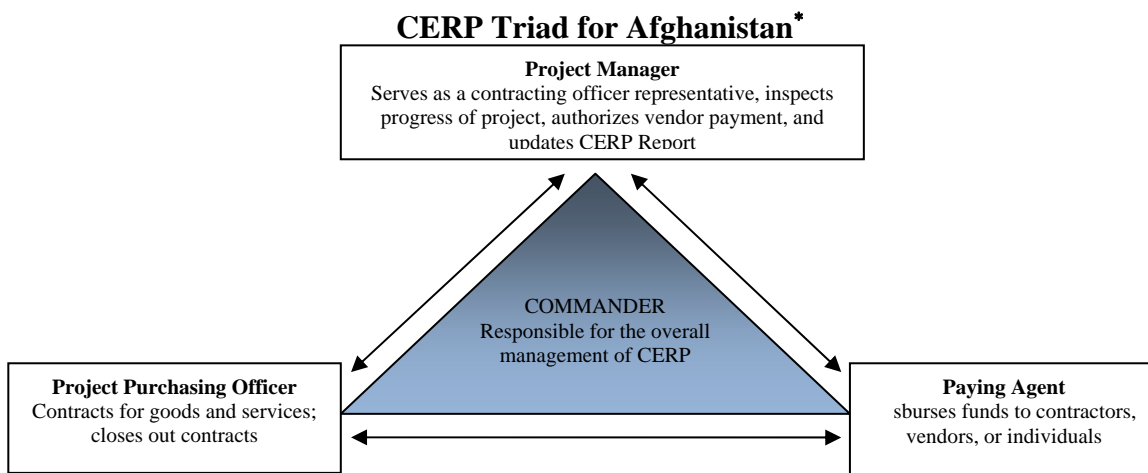 CERP Triad for Afghanistan*
Project Manager
Serves as a contracting officer representative, inspects
progress of project, authorizes vendor payment, and
updates CERP Report
COMMANDER
Responsible for the overall
management of CERP
Project Purchasing Officer
Contracts for goods and services;
closes out contracts
Paying Agent
sburses funds to contractors,
vendors, or individuals